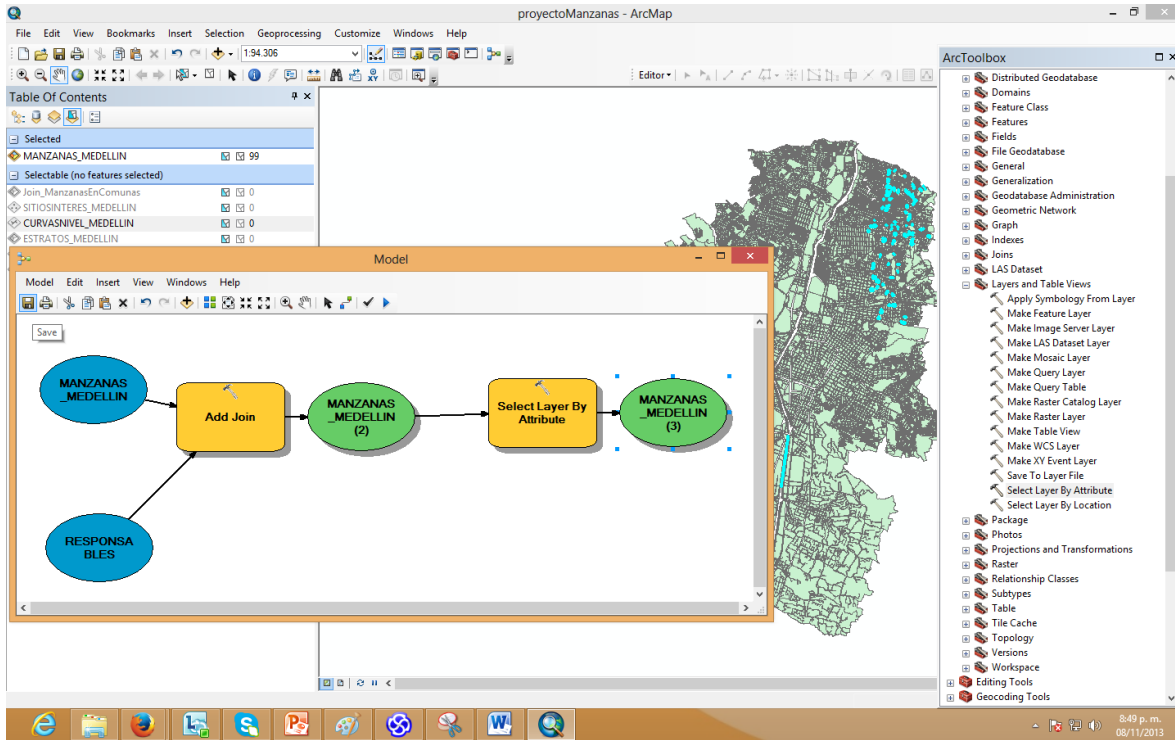 proyectoManzanas - ArcMap
File Edit View Bookmarks Insert Selection Geoprocessing Customize Windows Help
1:94.306
Editor
Table Of Contents
Selected
MANZANAS_MEDELLIN 99
Selectable (no features selected)
Join_ManzanasEnComunas 0
SITIOSINTERES_MEDELLIN 0
CURVASNIVEL_MEDELLIN 0
ESTRATOS_MEDELLIN 0
Model
Model Edit Insert View Windows Help
Save
MANZANAS
_MEDELLIN
Add Join
MANZANAS
_MEDELLIN
(2)
Select Layer By
Attribute
MANZANAS
_MEDELLIN
(3)
RESPONSA
BLES
ArcToolbox
Distributed Geodatabase
Domains
Feature Class
Features
Fields
File Geodatabase
General
Generalization
Geodatabase Administration
Geometric Network
Graph
Indexes
Joins
LAS Dataset
Layers and Table Views
Apply Symbology From Layer
Make Feature Layer
Make Image Server Layer
Make LAS Dataset Layer
Make Mosaic Layer
Make Query Layer
Make Query Table
Make Raster Catalog Layer
Make Raster Layer
Make Table View
Make WCS Layer
Make XY Event Layer
Save To Layer File
Select Layer By Attribute
Select Layer By Location
Package
Photos
Projections and Transformations
Raster
Relationship Classes
Subtypes
Table
Tile Cache
Topology
Versions
Workspace
Editing Tools
Geocoding Tools
8:49 p. m.
08/11/2013